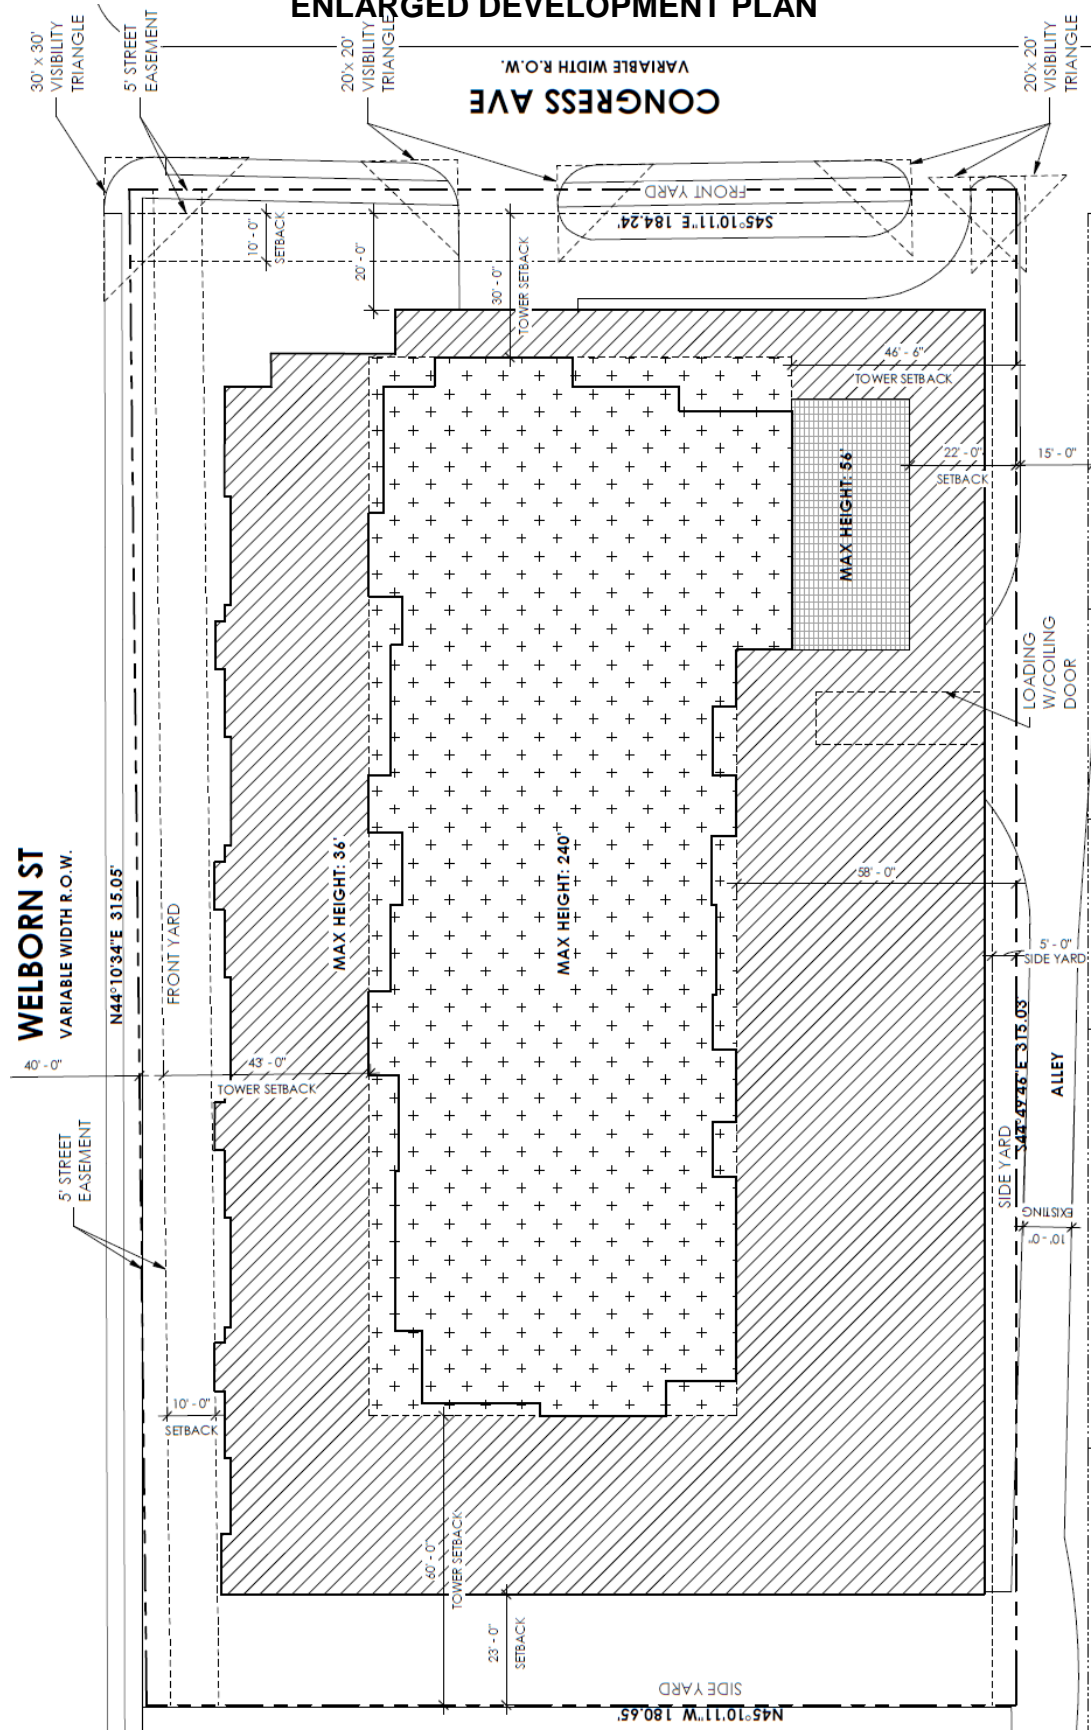 ENLARGED DEVELOPMENT PLAN
30' x 30'
VISIBILITY
TRIANGLE
5' STREET
EASEMENT
20'x 20'
VISIBILITY
TRIANGLE
20'x 20'
VISIBILITY
TRIANGLE
VARIABLE WIDTH R.O.W.
CONGRESS AVE
FRONT YARD
S45°10'11"E 184.24'
10' - 0"
SETBACK
20' - 0"
30' - 0"
TOWER SETBACK
46' - 6"
TOWER SETBACK
22' - 0"
SETBACK
15' - 0"
MAX HEIGHT: 56'
LOADING
W/COILING
DOOR
WELBORN ST
VARIABLE WIDTH R.O.W.
N44°10'34"E 315.05'
FRONT YARD
MAX HEIGHT: 36'
MAX HEIGHT: 240'
58' - 0"
5' - 0"
SIDE YARD
40' - 0"
43' - 0"
TOWER SETBACK
S44°49'46"E 315.03'
ALLEY
5' STREET
EASEMENT
SIDE YARD
EXISTING
10' - 0"
10' - 0"
SETBACK
60' - 0"
TOWER SETBACK
23' - 0"
SETBACK
SIDE YARD
N45°10'11"W 180.65'